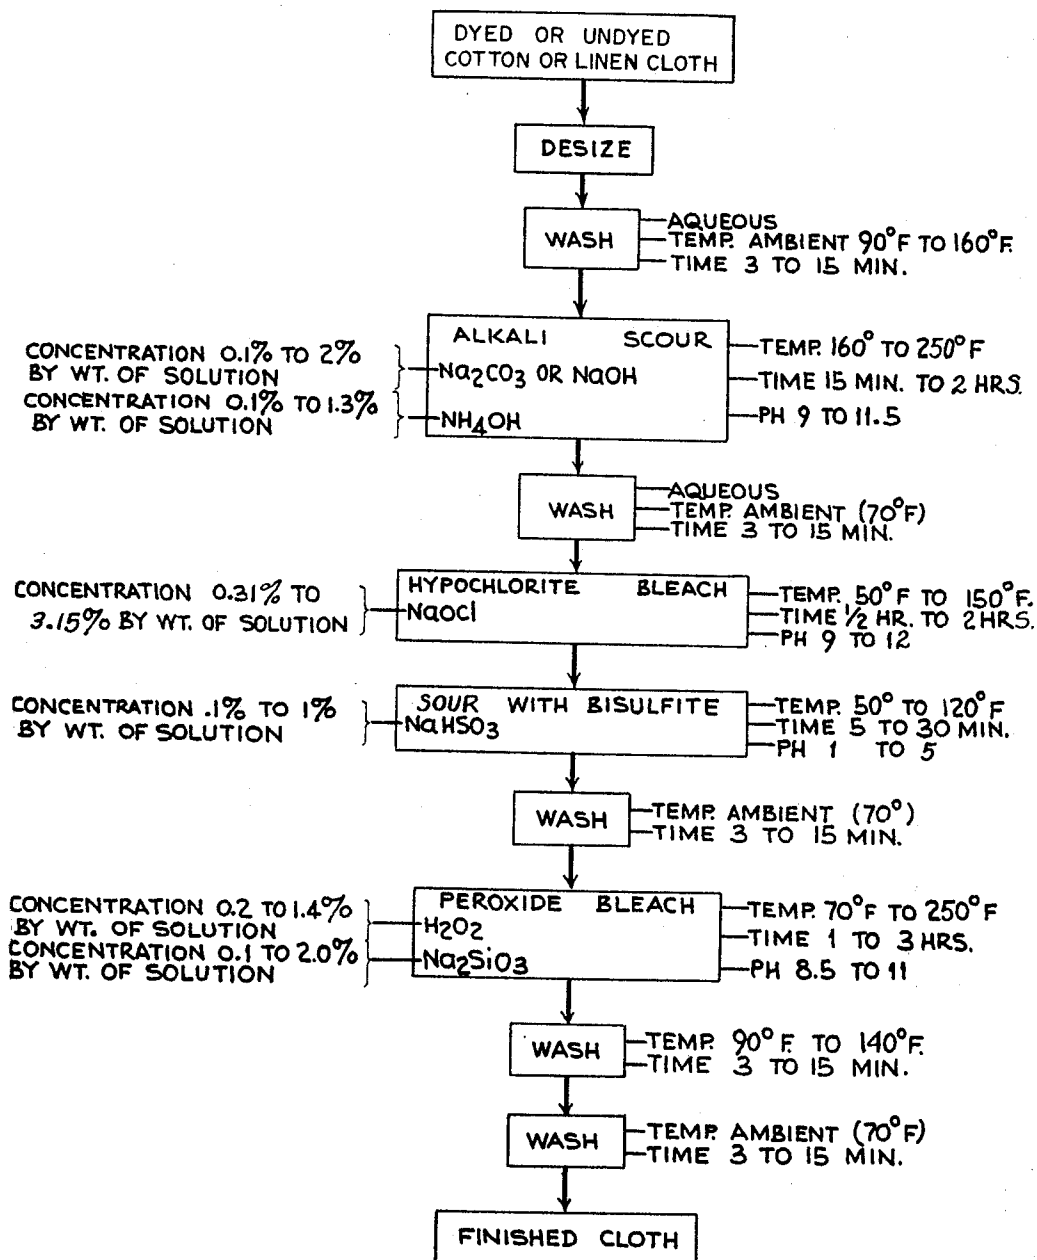 DYED OR UNDYED
COTTON OR LINEN CLOTH
DESIZE
WASH
AQUEOUS
TEMP. AMBIENT 90°F TO 160°F.
TIME 3 TO 15 MIN.
CONCENTRATION 0.1% TO 2%
BY WT. OF SOLUTION
CONCENTRATION 0.1% TO 1.3%
BY WT. OF SOLUTION
ALKALI SCOUR
Na2CO3 OR NaOH
NH4OH
TEMP. 160° TO 250°F
TIME 15 MIN. TO 2 HRS.
PH 9 TO 11.5
WASH
AQUEOUS
TEMP. AMBIENT (70°F)
TIME 3 TO 15 MIN.
CONCENTRATION 0.31% TO
3.15% BY WT. OF SOLUTION
HYPOCHLORITE BLEACH
NaOCl
TEMP. 50°F TO 150°F.
TIME 1/2 HR. TO 2 HRS.
PH 9 TO 12
CONCENTRATION .1% TO 1%
BY WT. OF SOLUTION
SOUR WITH BISULFITE
NaHSO3
TEMP. 50° TO 120°F
TIME 5 TO 30 MIN.
PH 1 TO 5
WASH
TEMP. AMBIENT (70°)
TIME 3 TO 15 MIN.
CONCENTRATION 0.2 TO 1.4%
BY WT. OF SOLUTION
CONCENTRATION 0.1 TO 2.0%
BY WT. OF SOLUTION
PEROXIDE BLEACH
H2O2
Na2SiO3
TEMP. 70°F TO 250°F
TIME 1 TO 3 HRS.
PH 8.5 TO 11
WASH
TEMP. 90°F. TO 140°F.
TIME 3 TO 15 MIN.
WASH
TEMP. AMBIENT (70°F)
TIME 3 TO 15 MIN.
FINISHED CLOTH